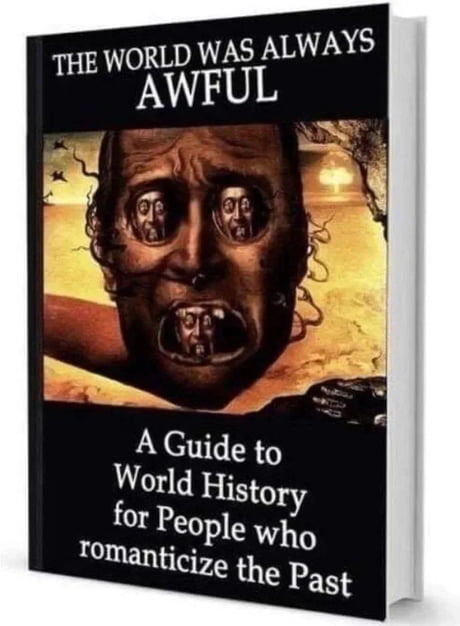 THE WORLD WAS ALWAYS
AWFUL
A Guide to
World History
for People who
romanticize the Past